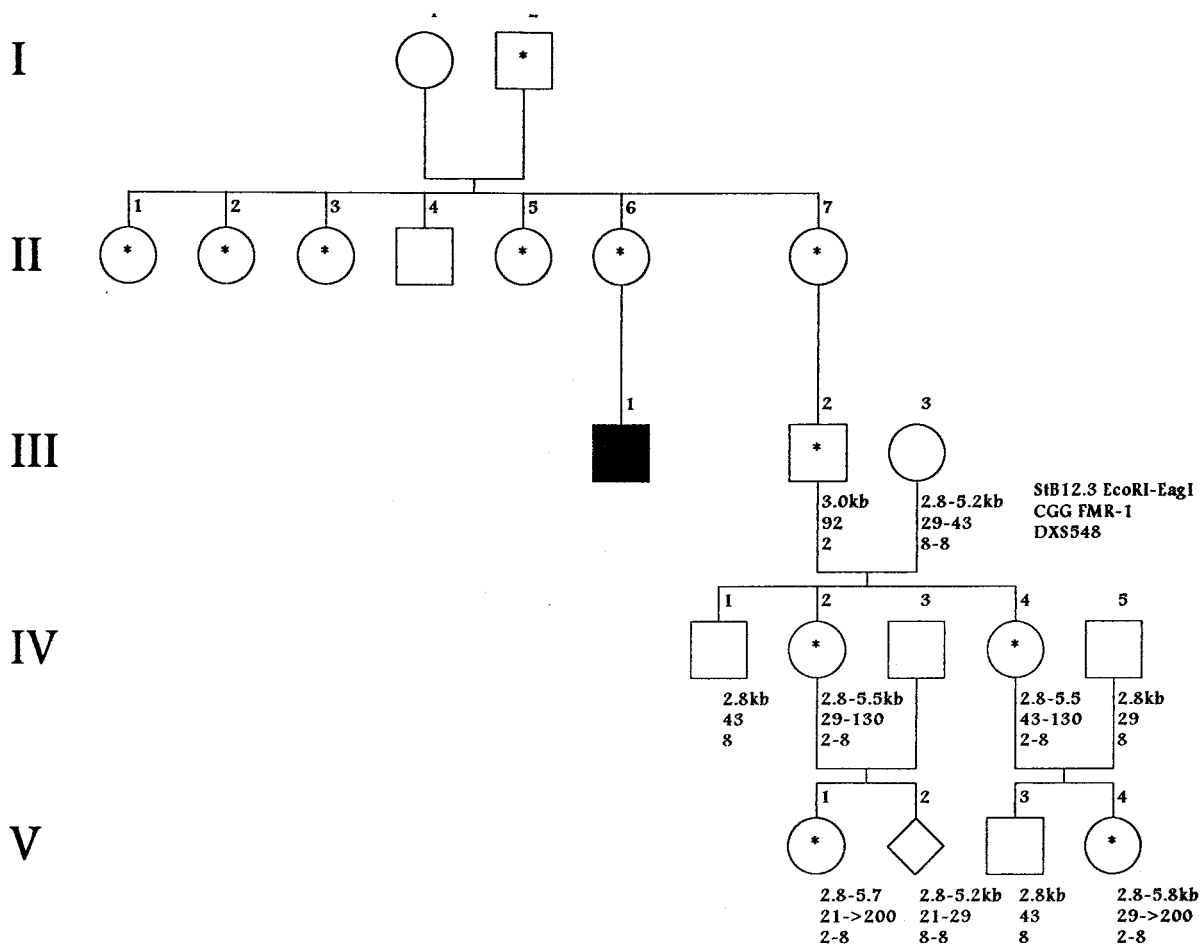 I
*
1 2 3 4 5 6 7
II
* * * * * *
1 2 3
III
*
3.0kb 2.8-5.2kb
92 29-43
2 8-8
StB12.3 EcoRI-EagI
CGG FMR-1
DXS548
1 2 3 4 5
IV
* *
2.8kb 2.8-5.5kb 2.8-5.5 2.8kb
43 29-130 43-130 29
8 2-8 2-8 8
1 2 3 4
V
* *
2.8-5.7 2.8-5.2kb 2.8kb 2.8-5.8kb
21->200 21-29 43 29->200
2-8 8-8 8 2-8